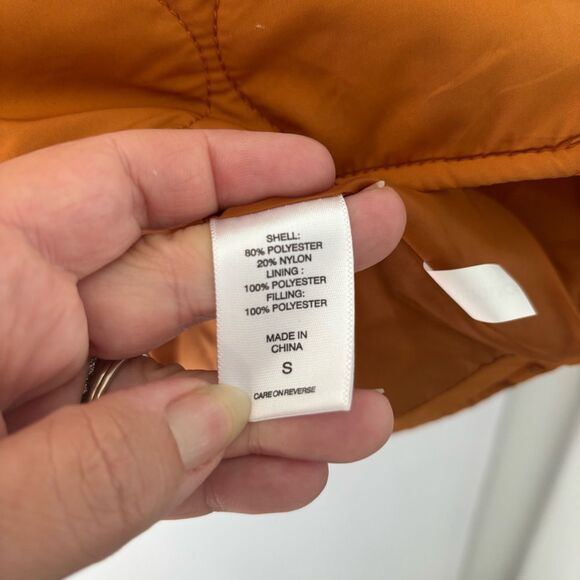 SHELL:
80% POLYESTER
20% NYLON
LINING :
100% POLYESTER
FILLING:
100% POLYESTER
MADE IN
CHINA
S
CARE ON REVERSE